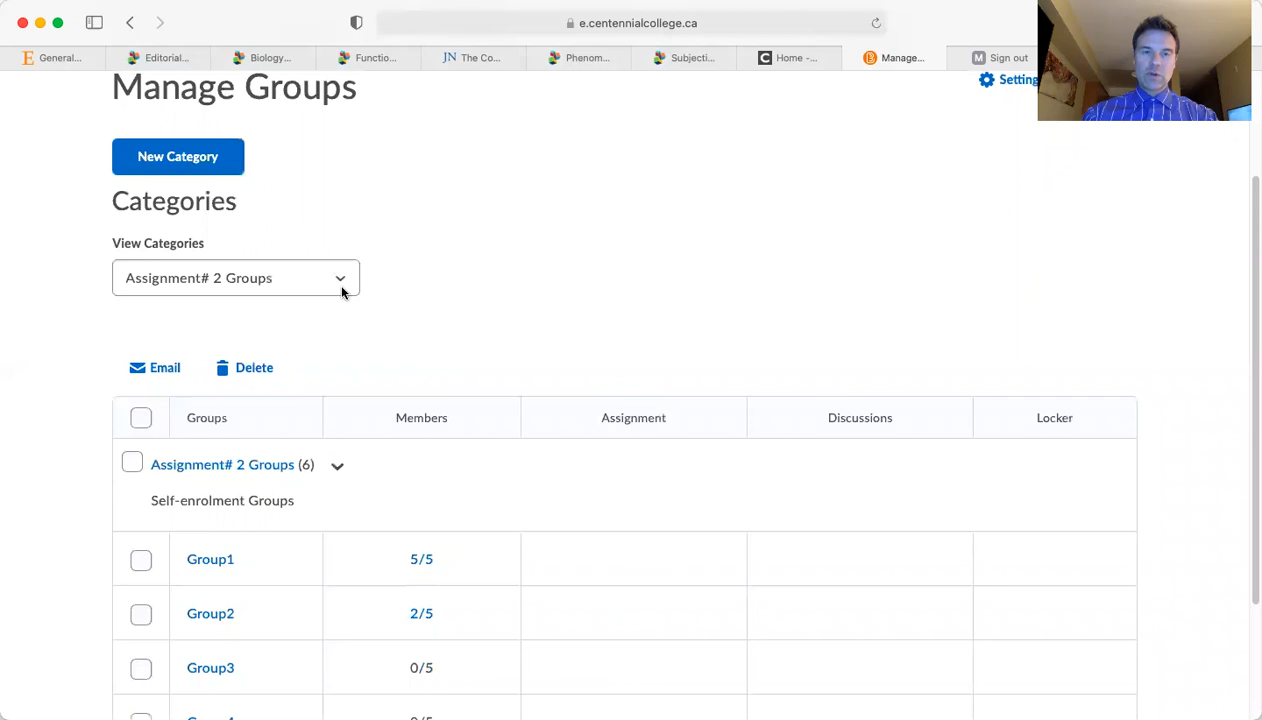 e.centennialcollege.ca
General... Editorial... Biology... Functio... JN The Co... Phenom... Subjecti... Home -... Manage... Sign out
Manage Groups
New Category
Categories
View Categories
Assignment# 2 Groups
Email Delete
Groups Members Assignment Discussions Locker
Assignment# 2 Groups (6)
Self-enrolment Groups
Group1 5/5
Group2 2/5
Group3 0/5